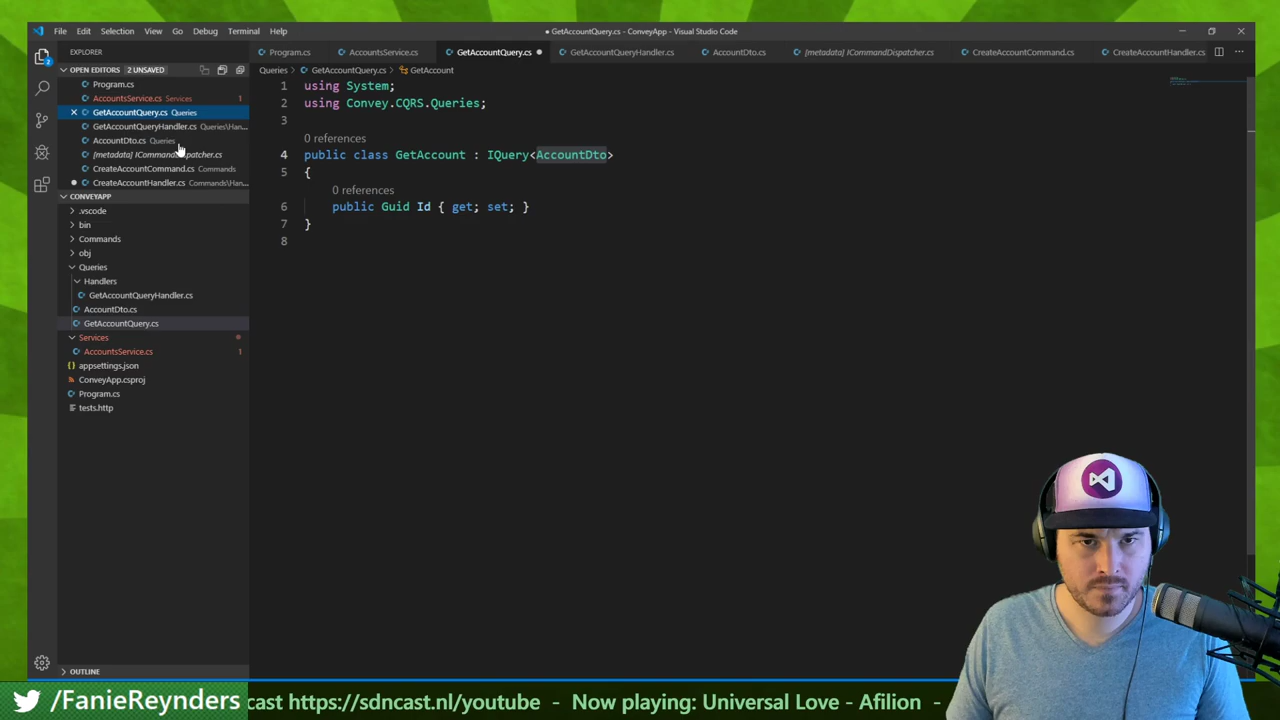 File Edit Selection View Go Debug Terminal Help
● GetAccountQuery.cs - ConveyApp - Visual Studio Code
EXPLORER
OPEN EDITORS 2 UNSAVED
Program.cs
AccountsService.cs Services 1
GetAccountQuery.cs Queries
GetAccountQueryHandler.cs Queries\Han...
AccountDto.cs Queries
CreateAccountCommand.cs Commands
CreateAccountHandler.cs Commands\Han...
CONVEYAPP
.vscode
bin
Commands
obj
Queries
Handlers
GetAccountQueryHandler.cs
AccountDto.cs
GetAccountQuery.cs
Services
AccountsService.cs 1
appsettings.json
ConveyApp.csproj
Program.cs
tests.http
OUTLINE
Program.cs AccountsService.cs GetAccountQuery.cs GetAccountQueryHandler.cs AccountDto.cs [metadata] ICommandDispatcher.cs CreateAccountCommand.cs CreateAccountHandler.cs
Queries > GetAccountQuery.cs > GetAccount
1 using System;
2 using Convey.CQRS.Queries;
3
0 references
4 public class GetAccount : IQuery<AccountDto>
5 {
0 references
6 public Guid Id { get; set; }
7 }
8
/FanieReynders
cast https://sdncast.nl/youtube - Now playing: Universal Love - Afilion -